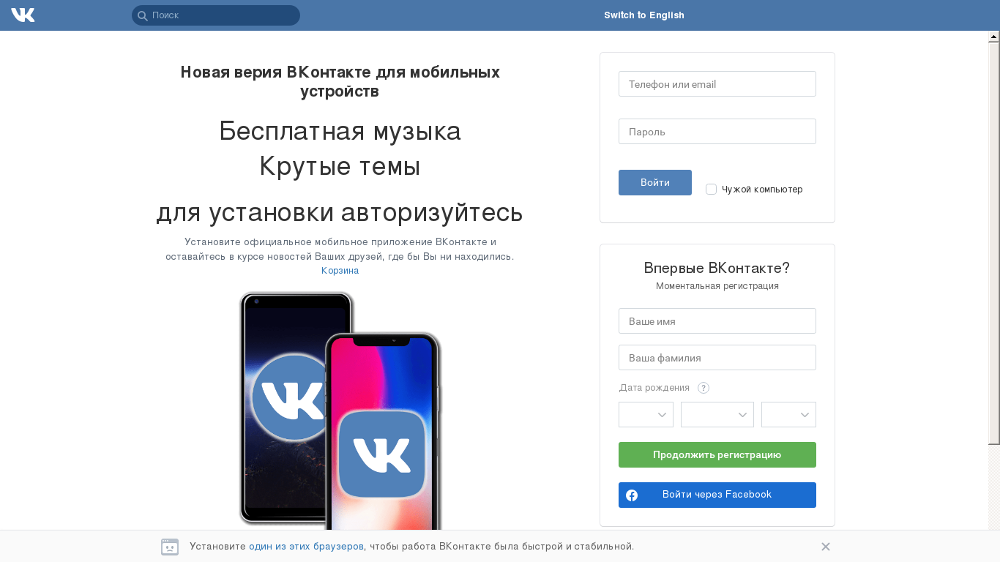 Поиск
Switch to English
Новая верия ВКонтакте для мобильных
устройств
Бесплатная музыка
Крутые темы
для установки авторизуйтесь
Установите официальное мобильное приложение ВКонтакте и
оставайтесь в курсе новостей Ваших друзей, где бы Вы ни находились.
Корзина
Телефон или email
Пароль
Войти
Чужой компьютер
Впервые ВКонтакте?
Моментальная регистрация
Ваше имя
Ваша фамилия
Дата рождения ?
Продолжить регистрацию
Войти через Facebook
Установите один из этих браузеров, чтобы работа ВКонтакте была быстрой и стабильной.